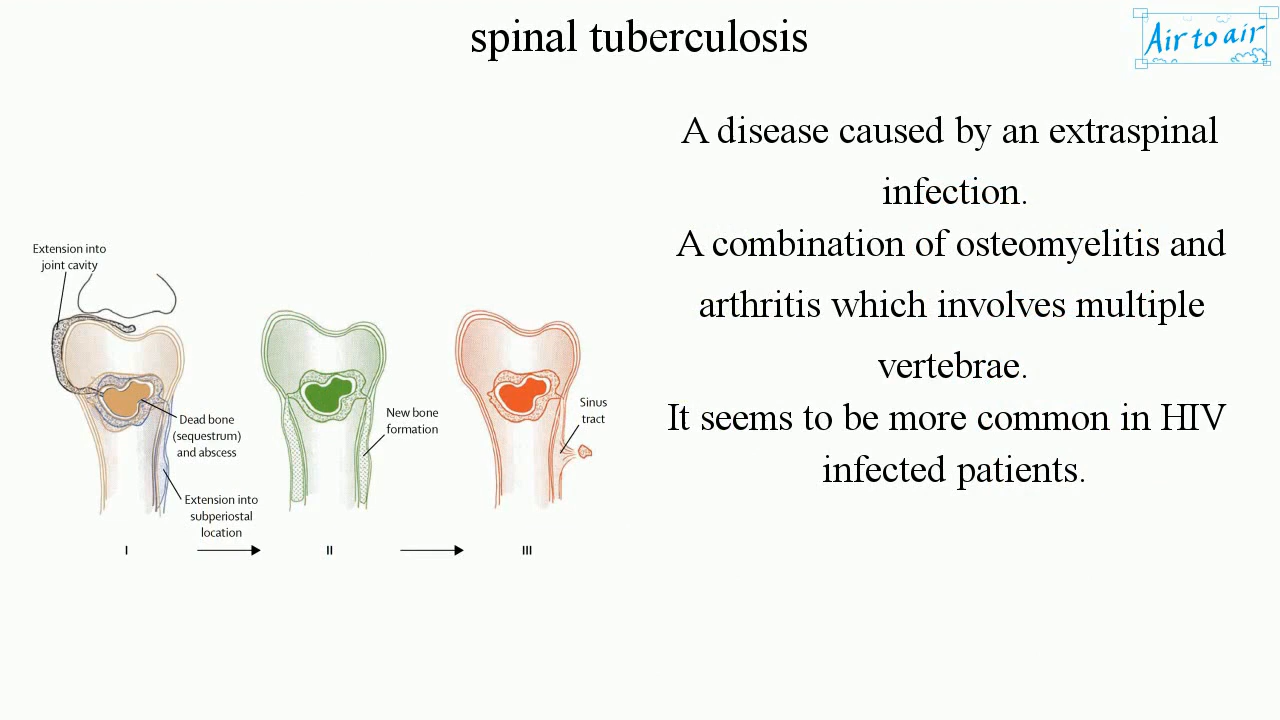 spinal tuberculosis
Air to air
A disease caused by an extraspinal
infection.
A combination of osteomyelitis and
arthritis which involves multiple
vertebrae.
It seems to be more common in HIV
infected patients.
Extension into
joint cavity
Dead bone
(sequestrum)
and abscess
Extension into
subperiostal
location
New bone
formation
Sinus
tract
I
II
III